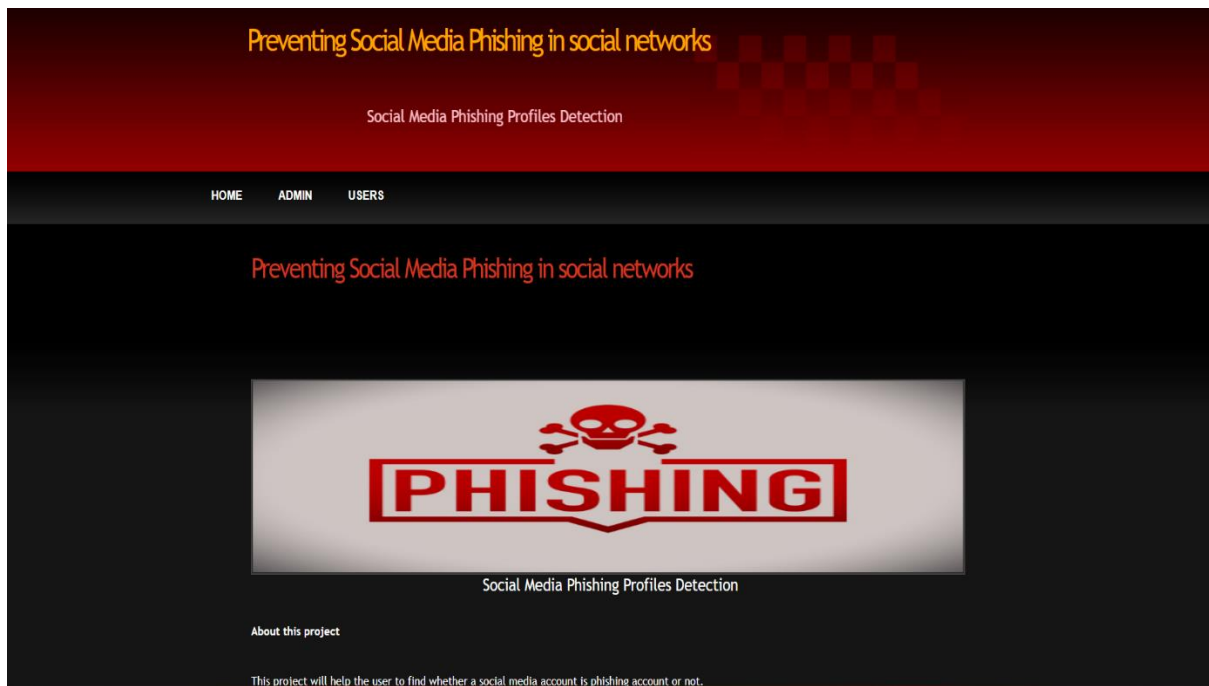 Preventing Social Media Phishing in social networks
Social Media Phishing Profiles Detection
HOME ADMIN USERS
Preventing Social Media Phishing in social networks
PHISHING
Social Media Phishing Profiles Detection
About this project
This project will help the user to find whether a social media account is phishing account or not.